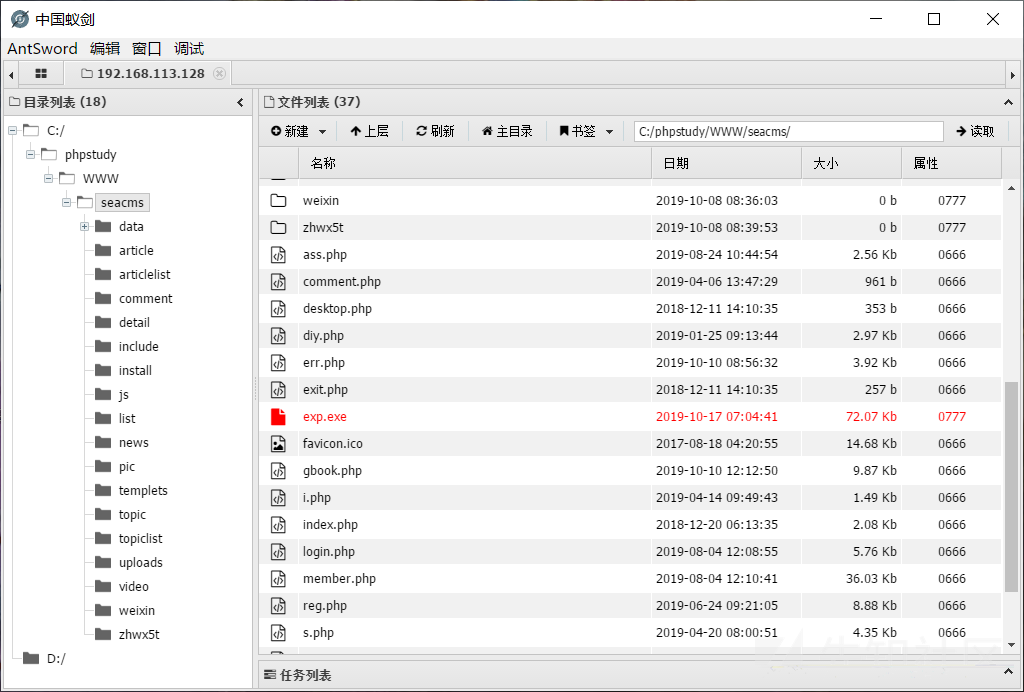 中国蚁剑
AntSword 编辑 窗口 调试
192.168.113.128
目录列表 (18)
C:/
phpstudy
WWW
seacms
data
article
articlelist
comment
detail
include
install
js
list
news
pic
templets
topic
topiclist
uploads
video
weixin
zhwx5t
D:/
文件列表 (37)
新建 上层 刷新 主目录 书签 C:/phpstudy/WWW/seacms/ 读取
名称 日期 大小 属性
weixin 2019-10-08 08:36:03 0 b 0777
zhwx5t 2019-10-08 08:39:53 0 b 0777
ass.php 2019-08-24 10:44:54 2.56 Kb 0666
comment.php 2019-04-06 13:47:29 961 b 0666
desktop.php 2018-12-11 14:10:35 353 b 0666
diy.php 2019-01-25 09:13:44 2.97 Kb 0666
err.php 2019-10-10 08:56:32 3.92 Kb 0666
exit.php 2018-12-11 14:10:35 257 b 0666
exp.exe 2019-10-17 07:04:41 72.07 Kb 0777
favicon.ico 2017-08-18 04:20:55 14.68 Kb 0666
gbook.php 2019-10-10 12:12:50 9.87 Kb 0666
i.php 2019-04-14 09:49:43 1.49 Kb 0666
index.php 2018-12-20 06:13:35 2.08 Kb 0666
login.php 2019-08-04 12:08:55 5.76 Kb 0666
member.php 2019-08-04 12:10:41 36.03 Kb 0666
reg.php 2019-06-24 09:21:05 8.88 Kb 0666
s.php 2019-04-20 08:00:51 4.35 Kb 0666
任务列表